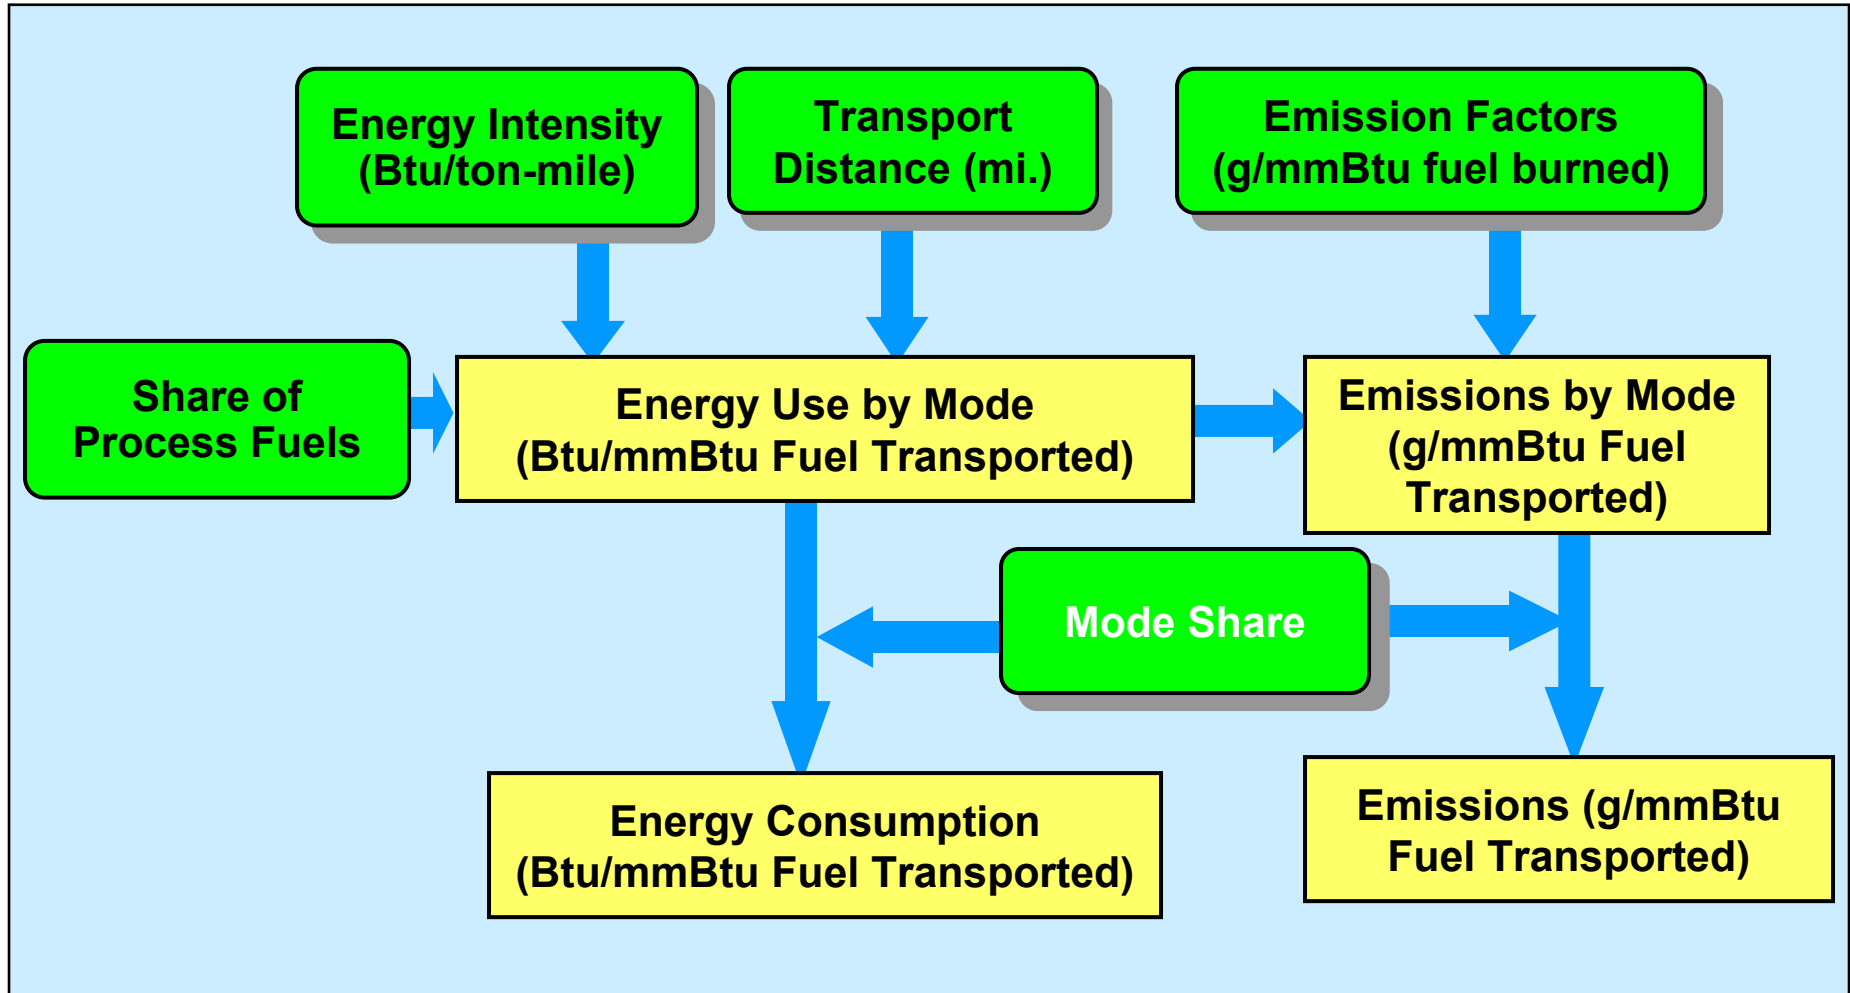 Energy Intensity
(Btu/ton-mile)
Transport
Distance (mi.)
Emission Factors
(g/mmBtu fuel burned)
Share of
Process Fuels
Energy Use by Mode
(Btu/mmBtu Fuel Transported)
Emissions by Mode
(g/mmBtu Fuel
Transported)
Mode Share
Energy Consumption
(Btu/mmBtu Fuel Transported)
Emissions (g/mmBtu
Fuel Transported)